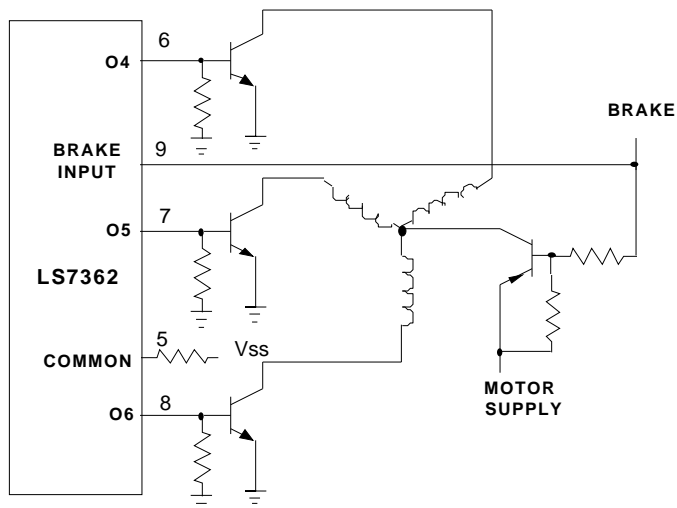 6
O4
BRAKE
BRAKE
INPUT
9
O5
7
LS7362
5
Vss
COMMON
MOTOR
SUPPLY
O6
8